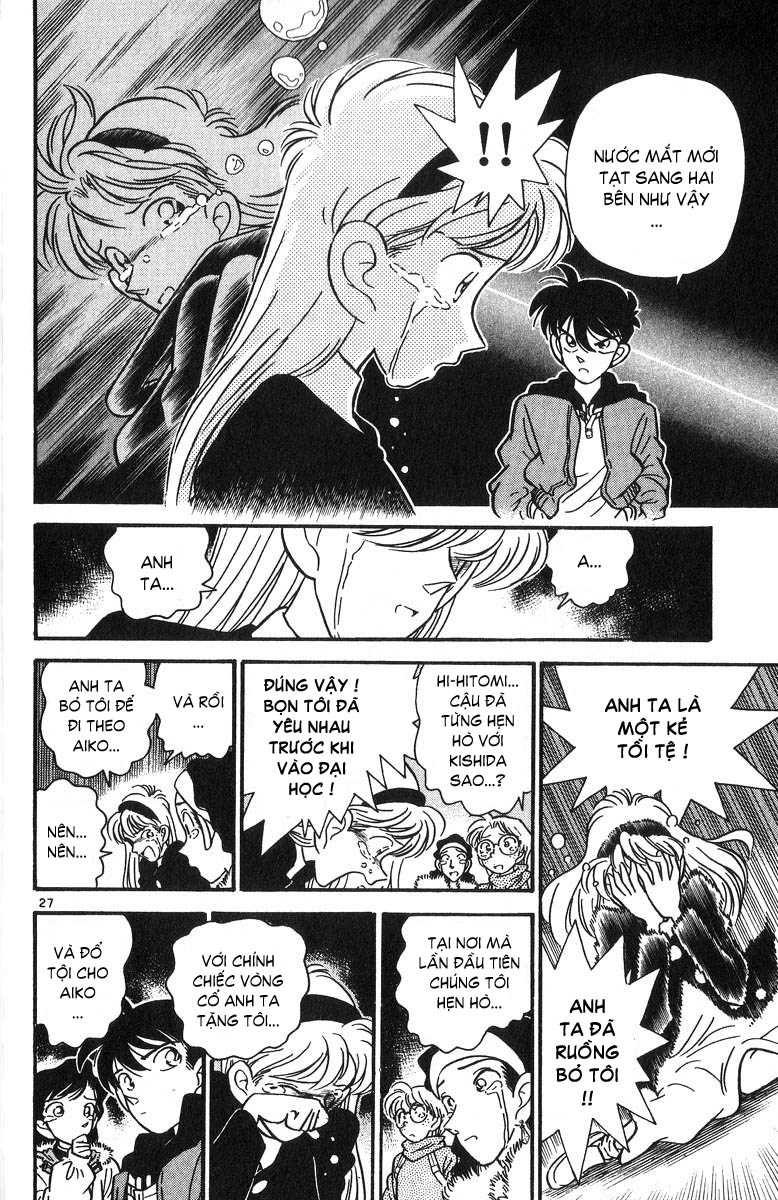 !!
NƯỚC MẮT MỚI
TẠT SANG HAI
BÊN NHƯ VẬY
...
A...
ANH
TA...
ANH TA LÀ
MỘT KẺ
TỒI TỆ !
ANH
TA ĐÃ
RUỒNG
BỎ TÔI
!!
HI-HITOMI...
CẬU ĐÃ
TỪNG HẸN
HÒ VỚI
KISHIDA
SAO...?
ĐÚNG VẬY !
BỌN TÔI ĐÃ
YÊU NHAU
TRƯỚC KHI
VÀO ĐẠI
HỌC !
VÀ RỒI
...
ANH TA
BỎ TÔI ĐỂ
ĐI THEO
AIKO...
NÊN...
NÊN...
27
TẠI NƠI MÀ
LẦN ĐẦU TIÊN
CHÚNG TÔI
HẸN HÒ...
VỚI CHÍNH
CHIẾC VÒNG
CỔ ANH TA
TẶNG TÔI...
VÀ ĐỔ
TỘI CHO
AIKO
...